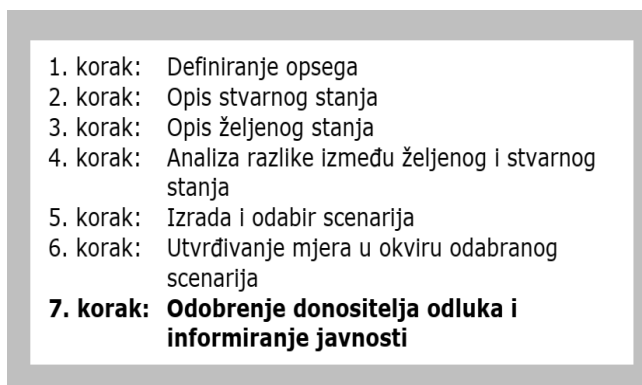 1. korak: Definiranje opsega
2. korak: Opis stvarnog stanja
3. korak: Opis željenog stanja
4. korak: Analiza razlike između željenog i stvarnog
stanja
5. korak: Izrada i odabir scenarija
6. korak: Utvrđivanje mjera u okviru odabranog
scenarija
7. korak: Odobrenje donositelja odluka i
informiranje javnosti